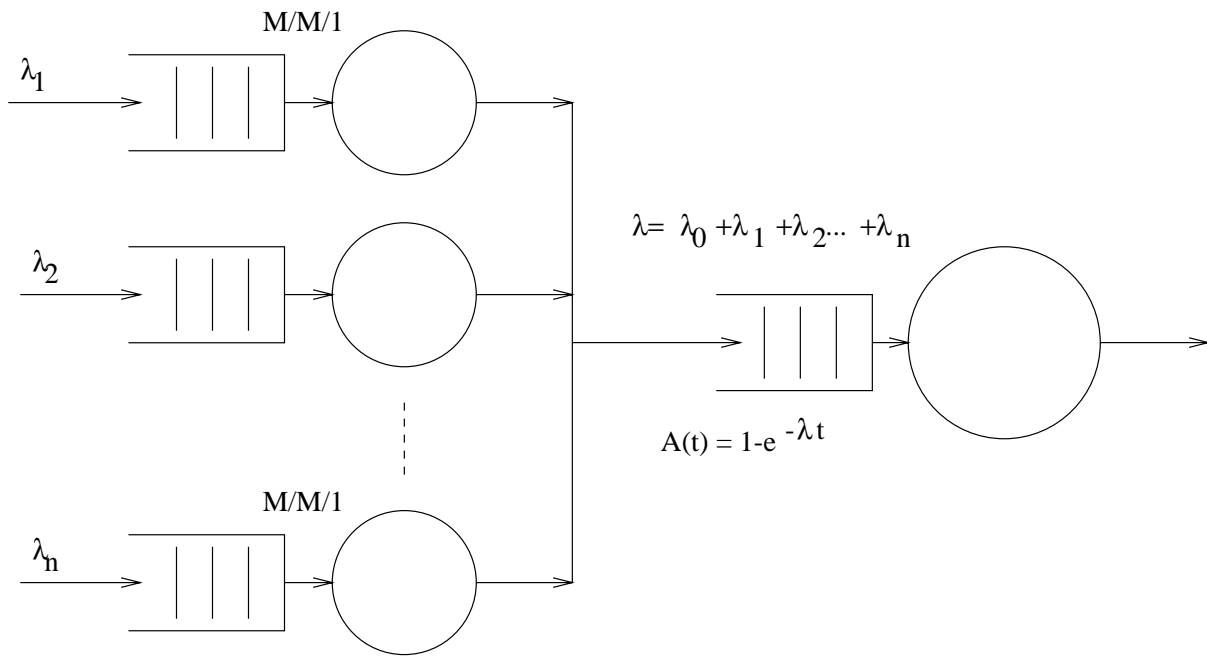 M/M/1
λ1
λ2
λ= λ0 +λ1 +λ2... +λn
A(t) = 1-e -λt
M/M/1
λn